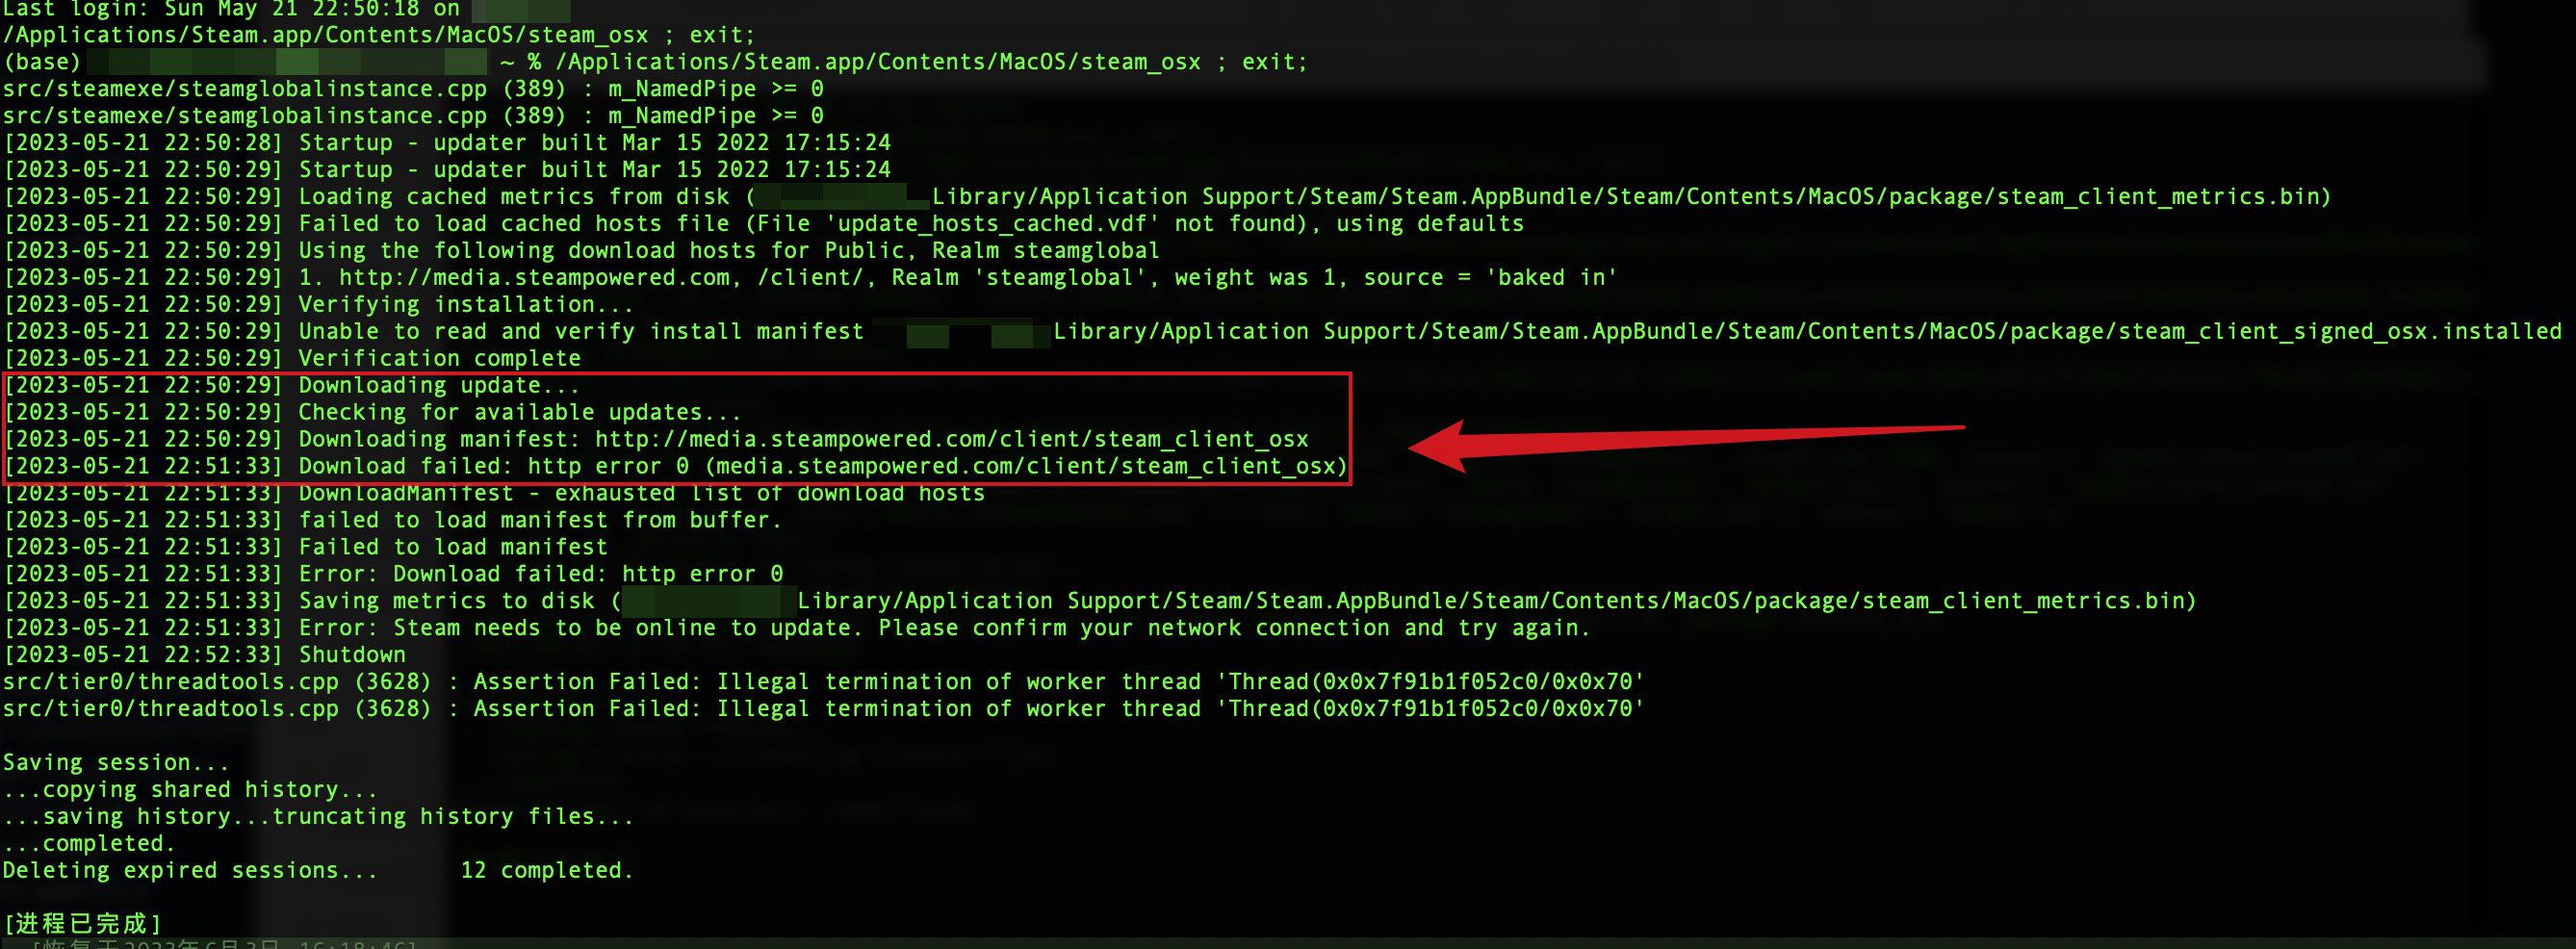 Last login: Sun May 21 22:50:18 on
/Applications/Steam.app/Contents/MacOS/steam_osx ; exit;
(base) ~ % /Applications/Steam.app/Contents/MacOS/steam_osx ; exit;
src/steamexe/steamglobalinstance.cpp (389) : m_NamedPipe >= 0
src/steamexe/steamglobalinstance.cpp (389) : m_NamedPipe >= 0
[2023-05-21 22:50:28] Startup - updater built Mar 15 2022 17:15:24
[2023-05-21 22:50:29] Startup - updater built Mar 15 2022 17:15:24
[2023-05-21 22:50:29] Loading cached metrics from disk ( Library/Application Support/Steam/Steam.AppBundle/Steam/Contents/MacOS/package/steam_client_metrics.bin)
[2023-05-21 22:50:29] Failed to load cached hosts file (File 'update_hosts_cached.vdf' not found), using defaults
[2023-05-21 22:50:29] Using the following download hosts for Public, Realm steamglobal
[2023-05-21 22:50:29] 1. http://media.steampowered.com, /client/, Realm 'steamglobal', weight was 1, source = 'baked in'
[2023-05-21 22:50:29] Verifying installation...
[2023-05-21 22:50:29] Unable to read and verify install manifest Library/Application Support/Steam/Steam.AppBundle/Steam/Contents/MacOS/package/steam_client_signed_osx.installed
[2023-05-21 22:50:29] Verification complete
[2023-05-21 22:50:29] Downloading update...
[2023-05-21 22:50:29] Checking for available updates...
[2023-05-21 22:50:29] Downloading manifest: http://media.steampowered.com/client/steam_client_osx
[2023-05-21 22:51:33] Download failed: http error 0 (media.steampowered.com/client/steam_client_osx)
[2023-05-21 22:51:33] DownloadManifest - exhausted list of download hosts
[2023-05-21 22:51:33] failed to load manifest from buffer.
[2023-05-21 22:51:33] Failed to load manifest
[2023-05-21 22:51:33] Error: Download failed: http error 0
[2023-05-21 22:51:33] Saving metrics to disk ( Library/Application Support/Steam/Steam.AppBundle/Steam/Contents/MacOS/package/steam_client_metrics.bin)
[2023-05-21 22:51:33] Error: Steam needs to be online to update. Please confirm your network connection and try again.
[2023-05-21 22:52:33] Shutdown
src/tier0/threadtools.cpp (3628) : Assertion Failed: Illegal termination of worker thread 'Thread(0x0x7f91b1f052c0/0x0x70'
src/tier0/threadtools.cpp (3628) : Assertion Failed: Illegal termination of worker thread 'Thread(0x0x7f91b1f052c0/0x0x70'
Saving session...
...copying shared history...
...saving history...truncating history files...
...completed.
Deleting expired sessions... 12 completed.
[进程已完成]
[恢复于2023年6月3日 16:18:46]